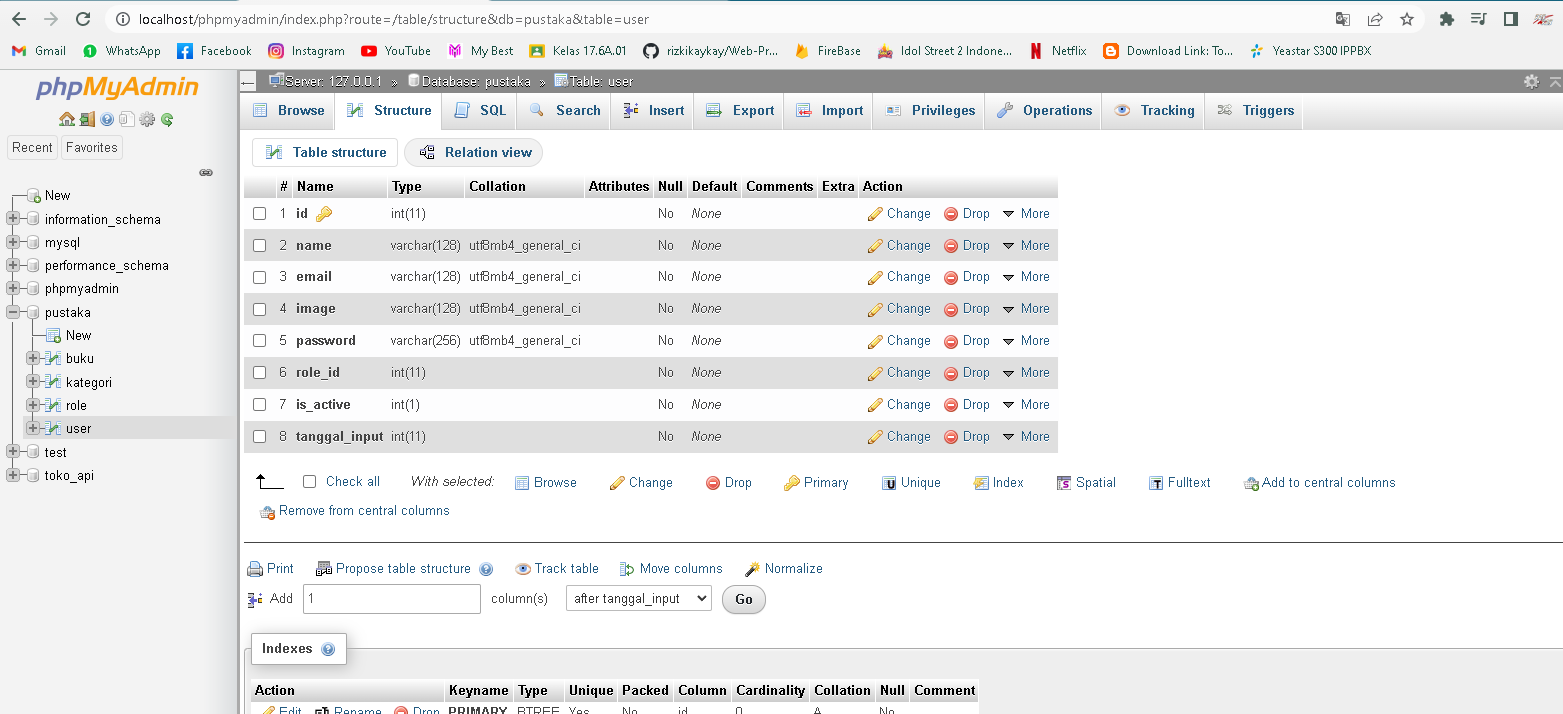 localhost/phpmyadmin/index.php?route=/table/structure&db=pustaka&table=user
Gmail WhatsApp Facebook Instagram YouTube My Best Kelas 17.6A.01 rizkikaykay/Web-Pr... FireBase Idol Street 2 Indone... Netflix Download Link: To... Yeastar S300 IPPBX
phpMyAdmin
Recent Favorites
New
information_schema
mysql
performance_schema
phpmyadmin
pustaka
New
buku
kategori
role
user
test
toko_api
Server: 127.0.0.1 » Database: pustaka » Table: user
Browse Structure SQL Search Insert Export Import Privileges Operations Tracking Triggers
Table structure Relation view
# Name Type Collation Attributes Null Default Comments Extra Action
1 id int(11) No None Change Drop More
2 name varchar(128) utf8mb4_general_ci No None Change Drop More
3 email varchar(128) utf8mb4_general_ci No None Change Drop More
4 image varchar(128) utf8mb4_general_ci No None Change Drop More
5 password varchar(256) utf8mb4_general_ci No None Change Drop More
6 role_id int(11) No None Change Drop More
7 is_active int(1) No None Change Drop More
8 tanggal_input int(11) No None Change Drop More
Check all With selected: Browse Change Drop Primary Unique Index Spatial Fulltext Add to central columns
Remove from central columns
Print Propose table structure Track table Move columns Normalize
Add 1 column(s) after tanggal_input Go
Indexes
Action Keyname Type Unique Packed Column Cardinality Collation Null Comment
Edit Rename Drop PRIMARY BTREE Yes No id 0 A No